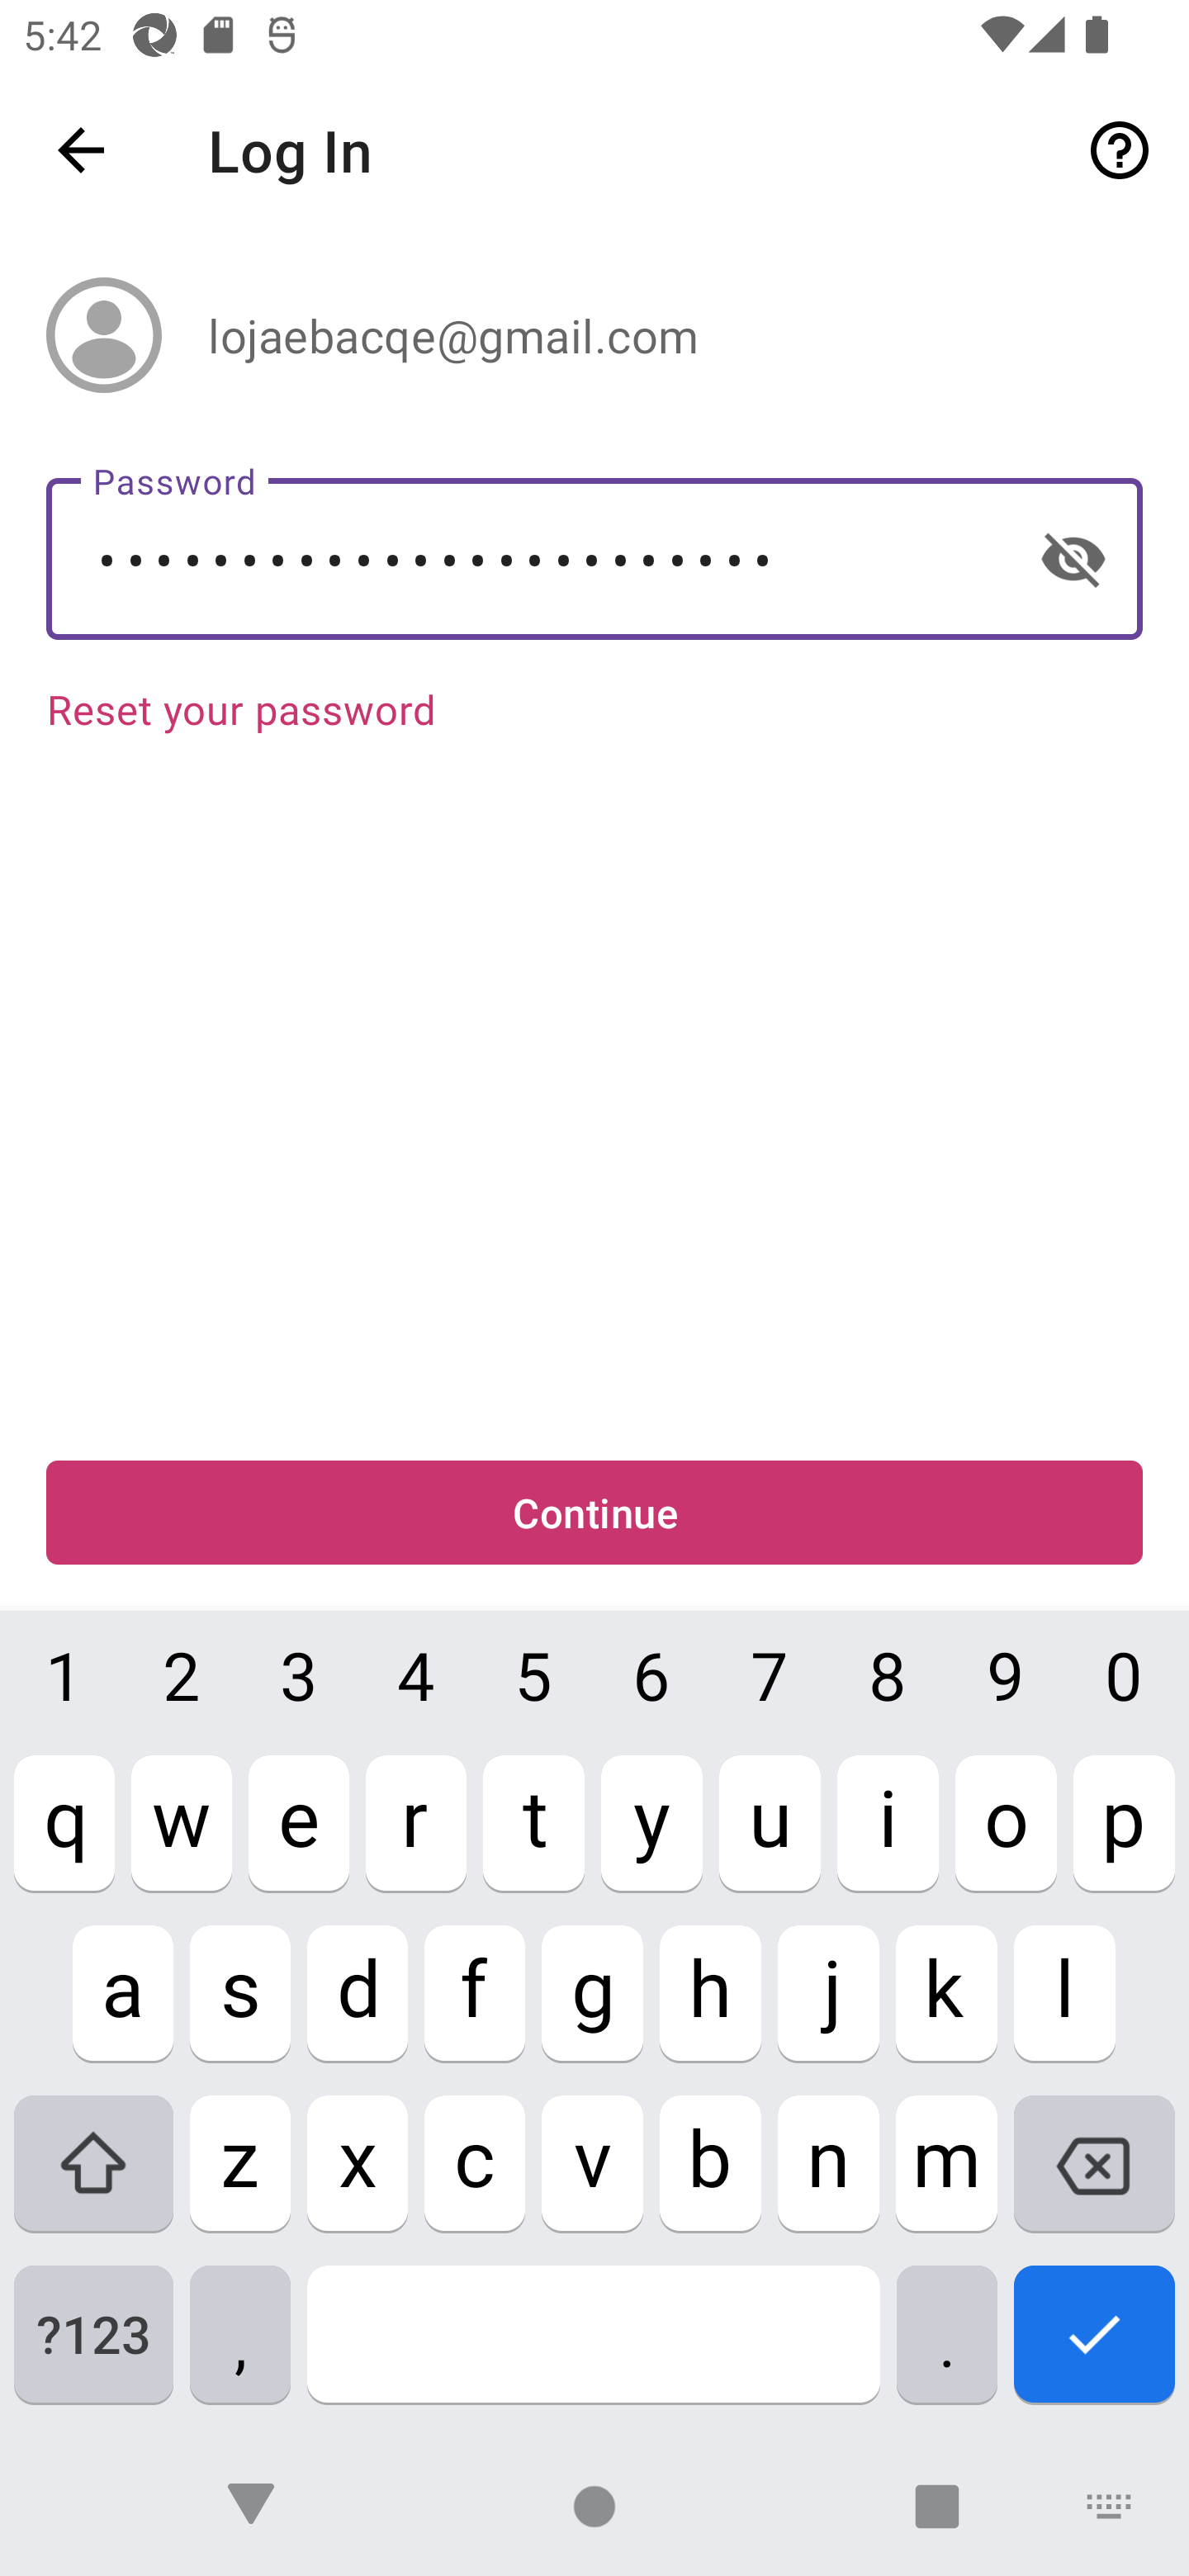 5:42
Log In
lojaebacqe@gmail.com
Password
••••••••••••••••••••••••
Reset your password
Continue
1 2 3 4 5 6 7 8 9 0
q w e r t y u i o p
a s d f g h j k l
z x c v b n m
?123 , .